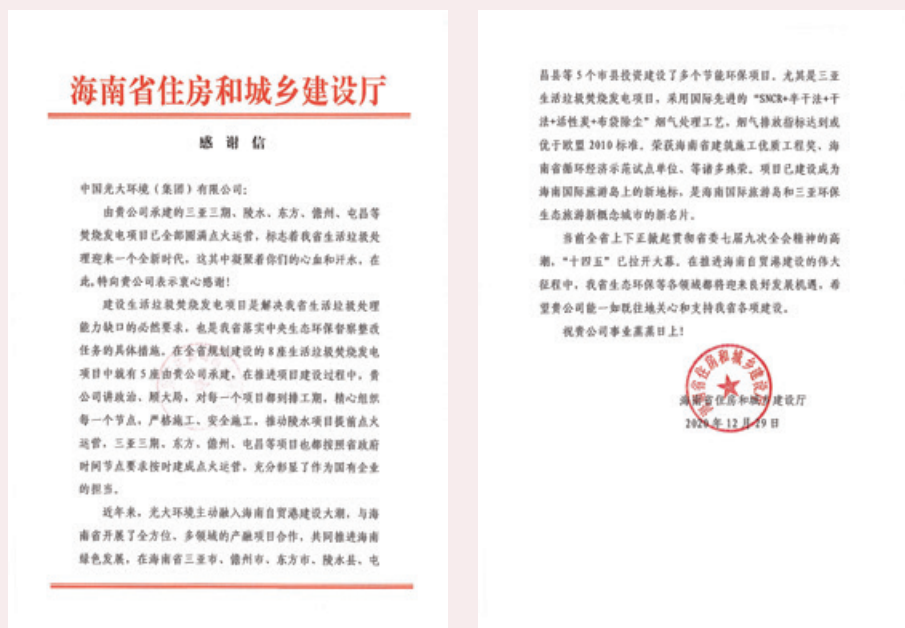 海南省住房和城乡建设厅
感谢信
中国光大环境（集团）有限公司：
由贵公司承建的三亚三期、陵水、东方、儋州、屯昌等
焚烧发电项目已全部圆满点火运营，标志着我省生活垃圾处
理迎来一个全新时代，这其中凝聚着你们的心血和汗水，在
此，特向贵公司表示衷心感谢！
建设生活垃圾焚烧发电项目是解决我省生活垃圾处理
能力缺口的必然要求，也是我省落实中央生态环保督察整改
任务的具体措施。在全省规划建设的8座生活垃圾焚烧发电
项目中就有5座由贵公司承建。在推进项目建设过程中，贵
公司讲政治、顾大局，对每一个项目都到排工期，精心组织
每一个节点，严格施工、安全施工，推动陵水项目提前点火
运营，三亚三期、东方、儋州、屯昌等项目也都按照省政府
时间节点要求按时建成点火运营，充分彰显了作为国有企业
的担当。
近年来，光大环境主动融入海南自贸港建设大潮，与海
南省开展了全方位、多领域的产融项目合作，共同推进海南
绿色发展，在海南省三亚市、儋州市、东方市、陵水县、屯
昌县等5个市县投资建设了多个节能环保项目。尤其是三亚
生活垃圾焚烧发电项目，采用国际先进的“SNCR+半干法+干
法+活性炭+布袋除尘”烟气处理工艺，烟气排放指标达到或
优于欧盟2010标准。荣获海南省建筑施工优质工程奖、海
南省循环经济示范试点单位、等诸多殊荣。项目已建设成为
海南国际旅游岛上的新地标，是海南国际旅游岛和三亚环保
生态旅游新概念城市的新名片。
当前全省上下正掀起贯彻省委七届九次全会精神的高
潮，“十四五”已拉开大幕。在推进海南自贸港建设的伟大
征程中，我省生态环保等各领域都将迎来良好发展机遇，希
望贵公司能一如既往地关心和支持我省各项建设。
祝贵公司事业蒸蒸日上！
海南省住房和城乡建设厅
海南省住房和城乡建设厅
2020年12月29日